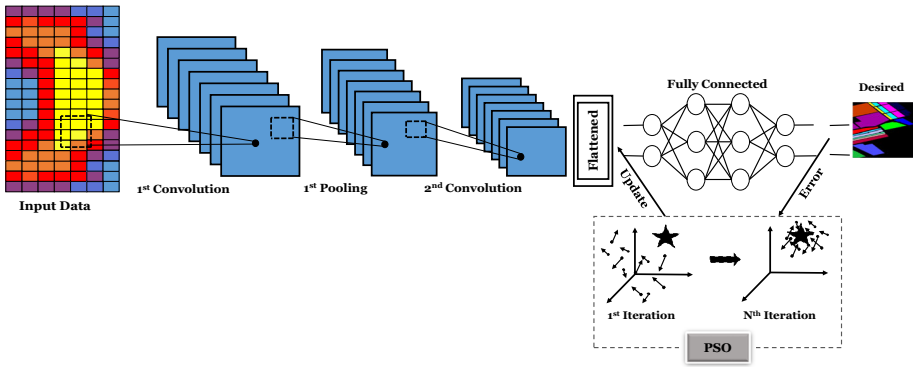 Input Data
1st Convolution
1st Pooling
2nd Convolution
Flattened
Fully Connected
Desired
Update
Error
1st Iteration
Nth Iteration
PSO